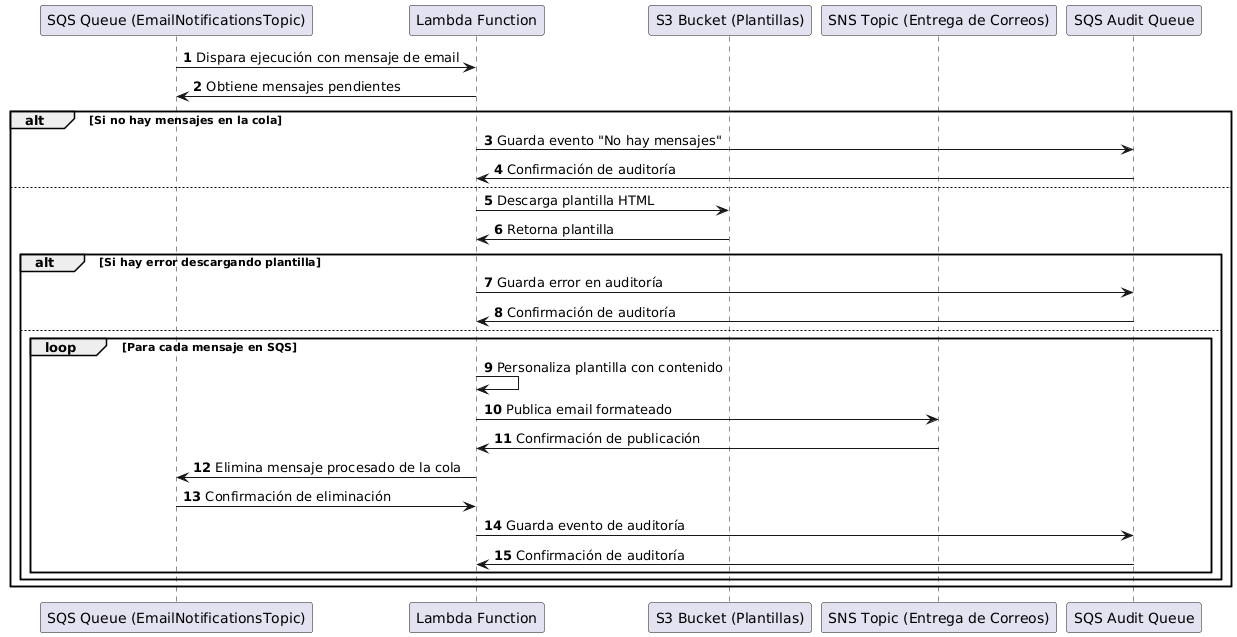 SQS Queue (EmailNotificationsTopic)
Lambda Function
S3 Bucket (Plantillas)
SNS Topic (Entrega de Correos)
SQS Audit Queue
1 Dispara ejecución con mensaje de email
2 Obtiene mensajes pendientes
alt [Si no hay mensajes en la cola]
3 Guarda evento "No hay mensajes"
4 Confirmación de auditoría
5 Descarga plantilla HTML
6 Retorna plantilla
alt [Si hay error descargando plantilla]
7 Guarda error en auditoría
8 Confirmación de auditoría
loop [Para cada mensaje en SQS]
9 Personaliza plantilla con contenido
10 Publica email formateado
11 Confirmación de publicación
12 Elimina mensaje procesado de la cola
13 Confirmación de eliminación
14 Guarda evento de auditoría
15 Confirmación de auditoría
SQS Queue (EmailNotificationsTopic)
Lambda Function
S3 Bucket (Plantillas)
SNS Topic (Entrega de Correos)
SQS Audit Queue